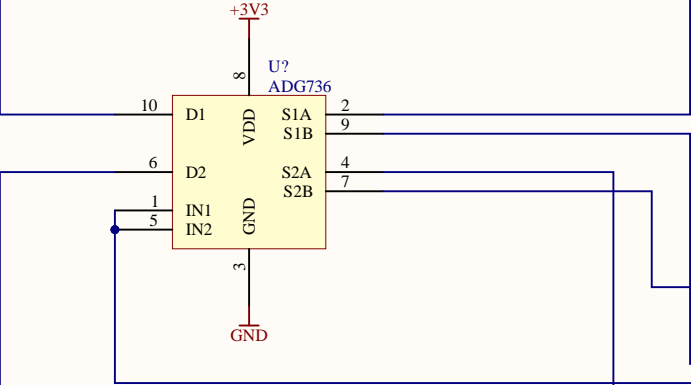 +3V3
8
U?
ADG736
10 D1 VDD S1A 2
S1B 9
6 D2 S2A 4
S2B 7
1 IN1 GND
5 IN2
3
GND